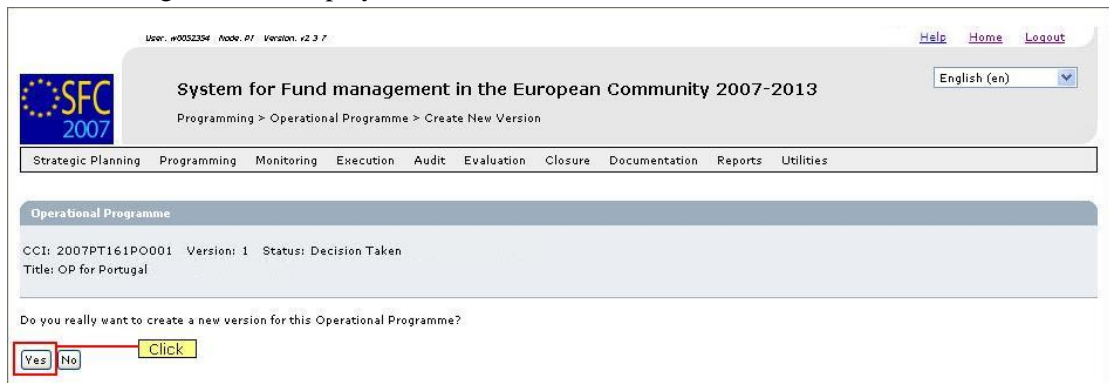 User. w0052354 Node. PT Version. v2 3 7
Help Home Logout
English (en)
SFC
2007
System for Fund management in the European Community 2007-2013
Programming > Operational Programme > Create New Version
Strategic Planning Programming Monitoring Execution Audit Evaluation Closure Documentation Reports Utilities
Operational Programme
CCI: 2007PT161PO001 Version: 1 Status: Decision Taken
Title: OP for Portugal
Do you really want to create a new version for this Operational Programme?
Yes No Click